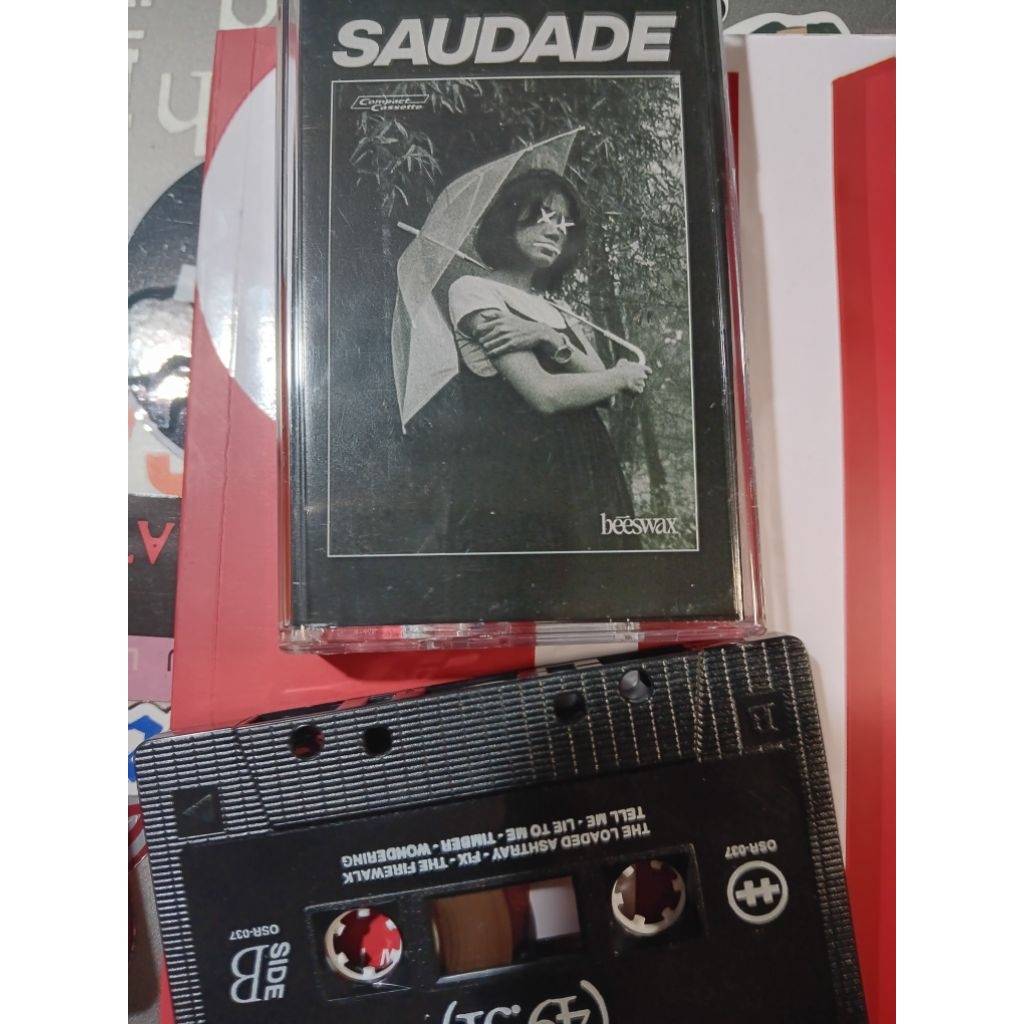 SAUDADE
Compact
Cassette
beeswax
THE LOADED ASHTRAY - FIX - THE FIREWALK
TELL ME - LIE TO ME - TIMBER - WONDERING
OSR-037
SIDE
B
OSR-037